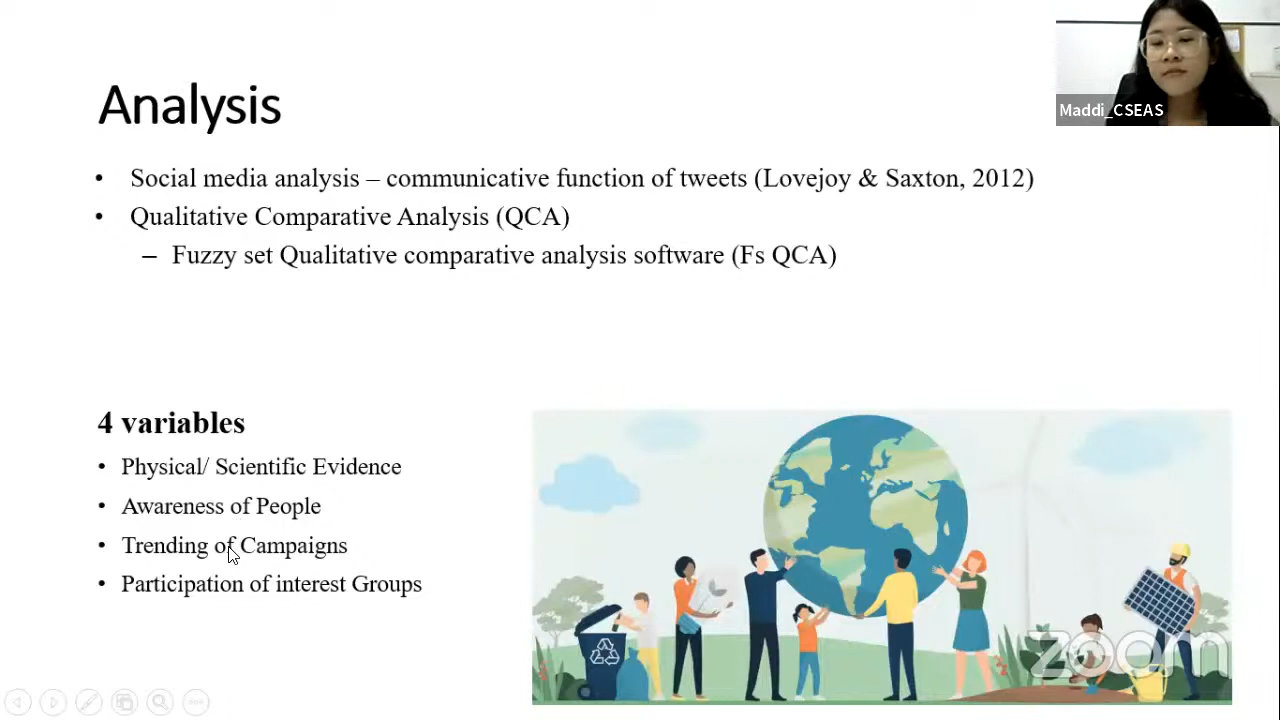 Analysis
• Social media analysis – communicative function of tweets (Lovejoy & Saxton, 2012)
• Qualitative Comparative Analysis (QCA)
– Fuzzy set Qualitative comparative analysis software (Fs QCA)
4 variables
• Physical/ Scientific Evidence
• Awareness of People
• Trending of Campaigns
• Participation of interest Groups
Maddi_CSEAS
zoom